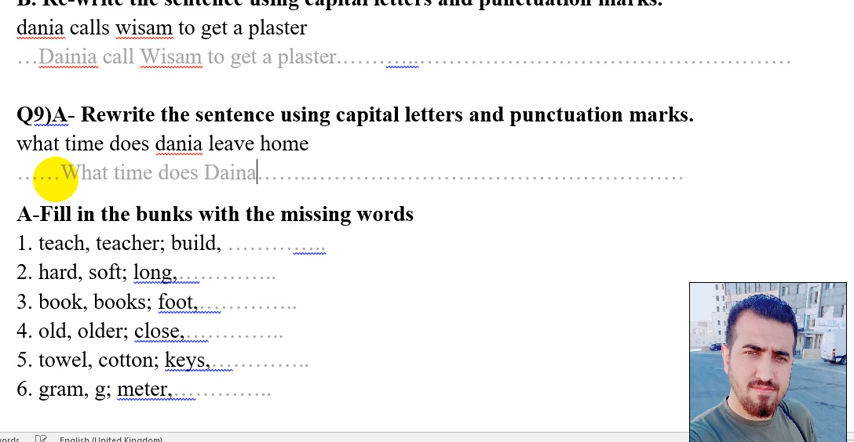 B. Re-write the sentence using capital letters and punctuation marks.
dania calls wisam to get a plaster
...Dainia call Wisam to get a plaster..............................
Q9)A- Rewrite the sentence using capital letters and punctuation marks.
what time does dania leave home
......What time does Daina..............................
A-Fill in the bunks with the missing words
1. teach, teacher; build, ..............
2. hard, soft; long,..............
3. book, books; foot,..............
4. old, older; close,..............
5. towel, cotton; keys,..............
6. gram, g; meter,..............
English (United Kingdom)